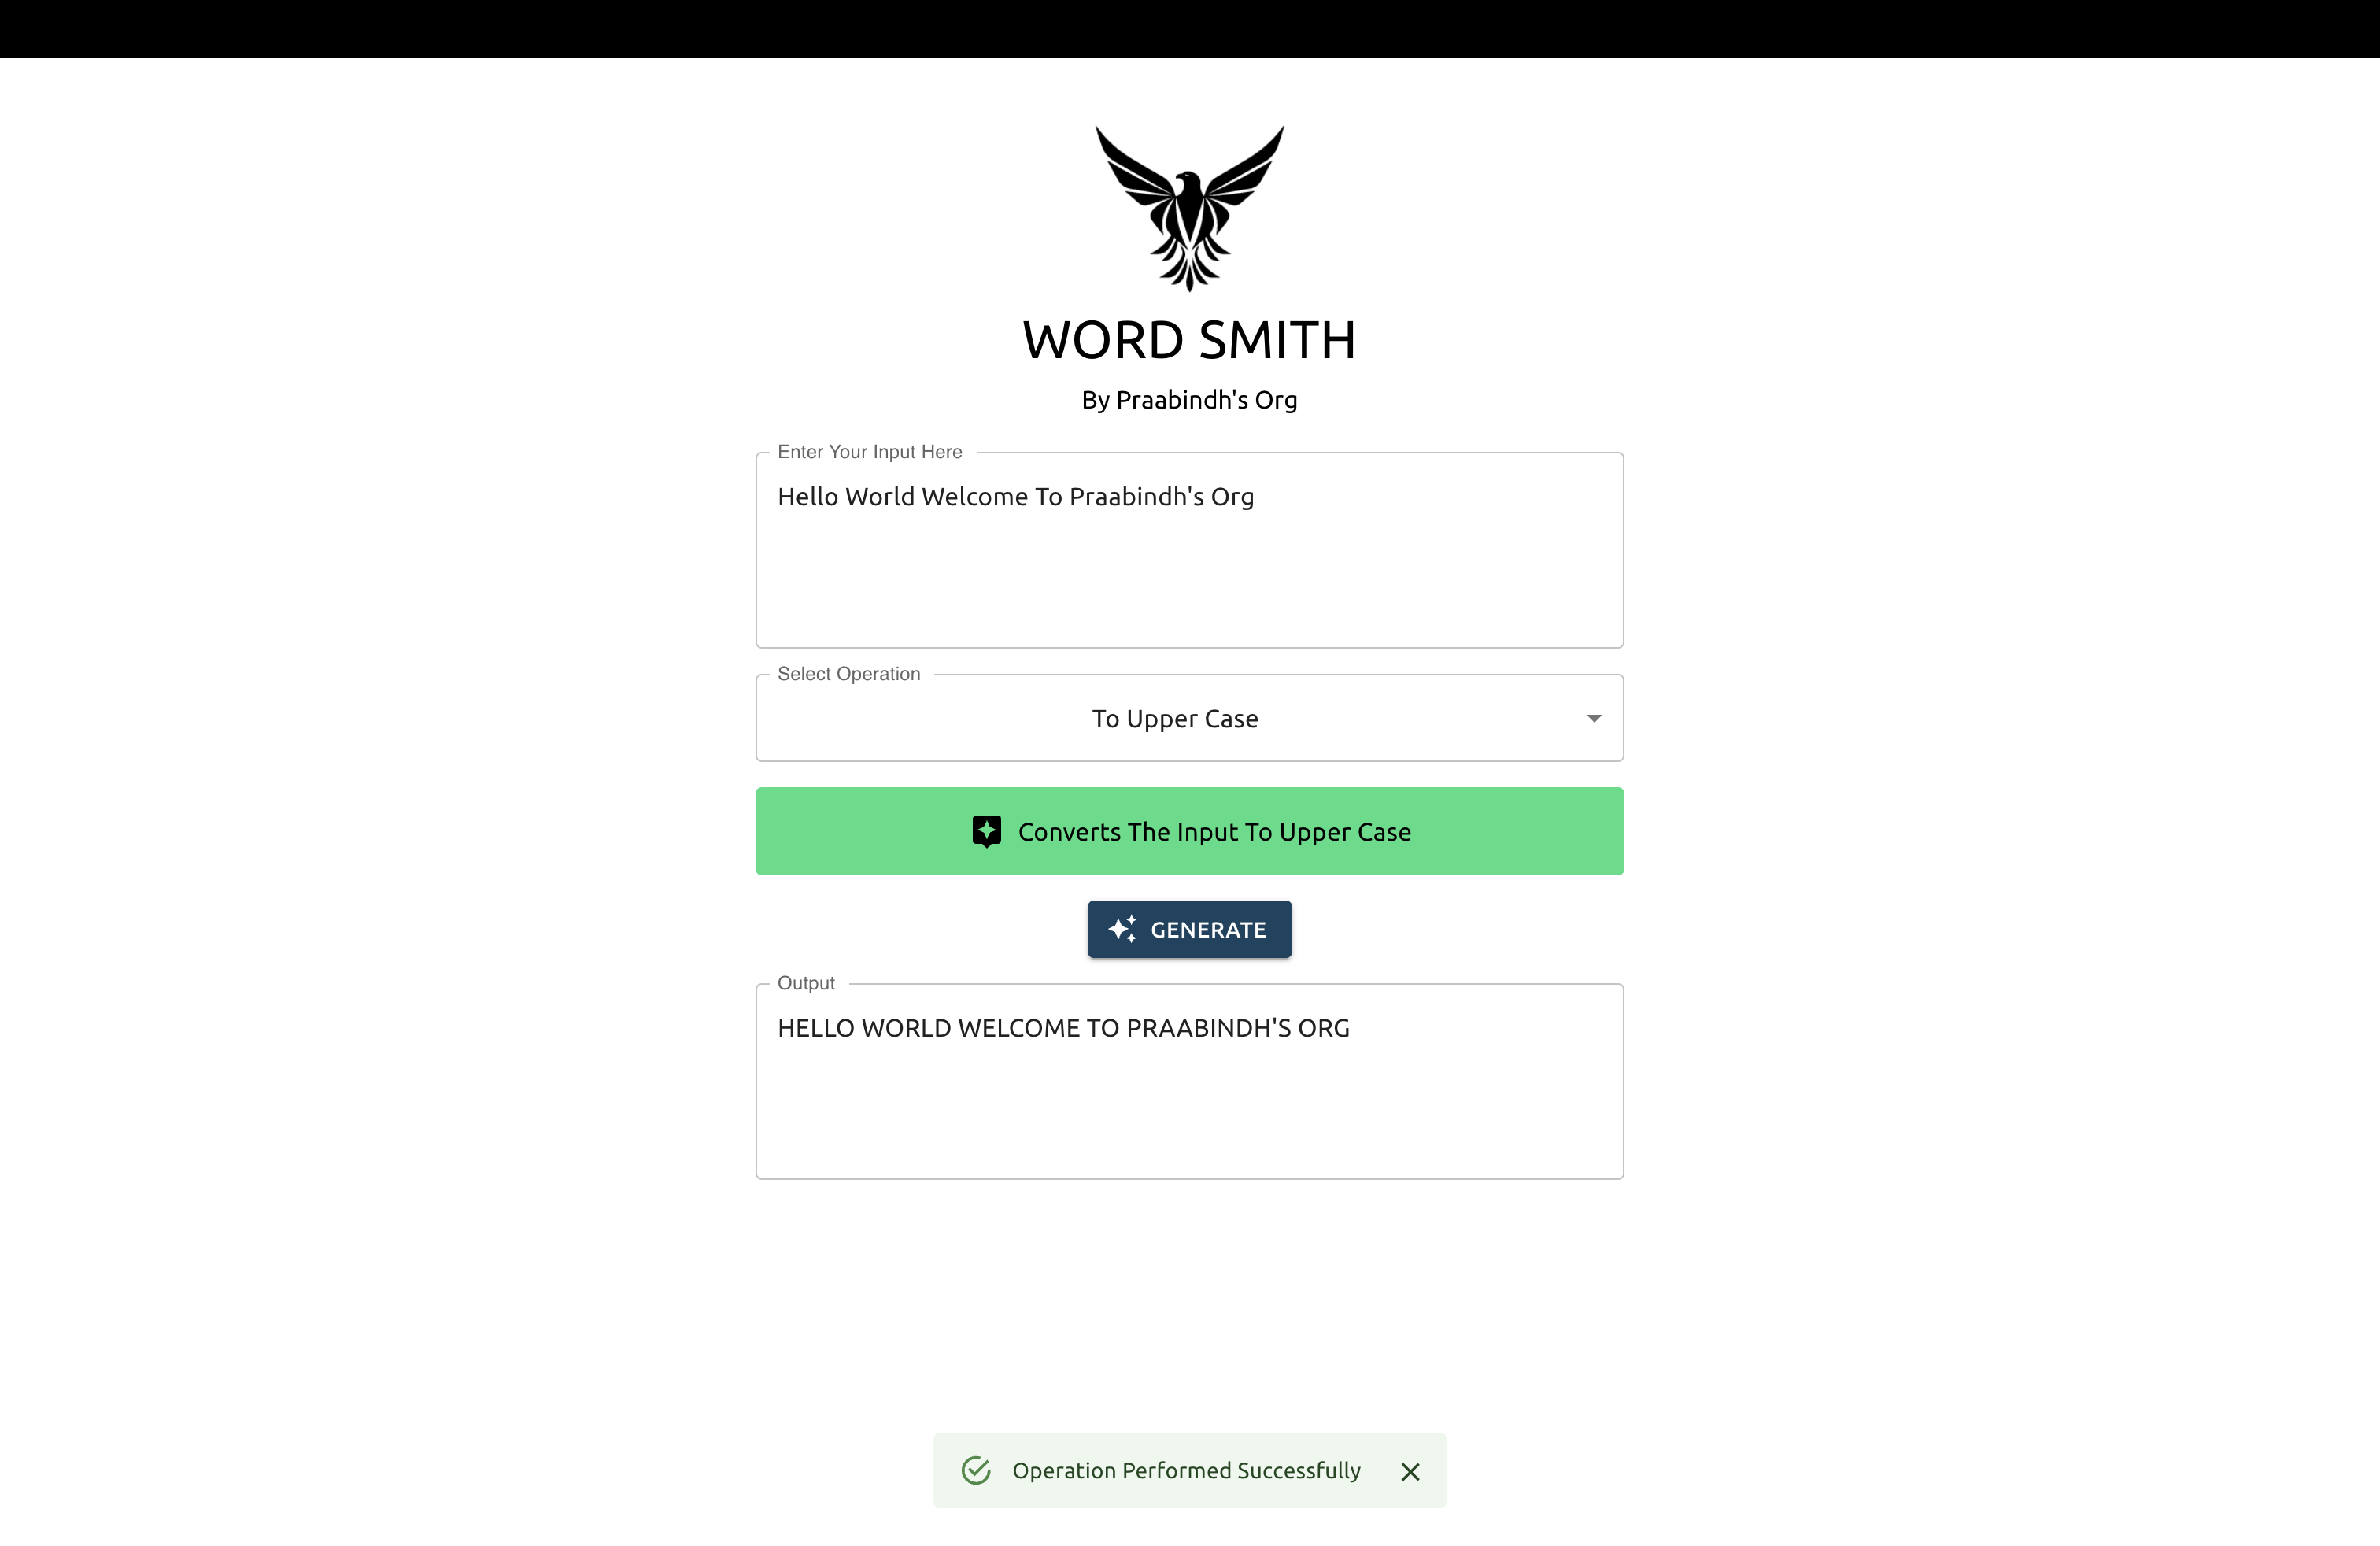 WORD SMITH
By Praabindh's Org
Enter Your Input Here
Hello World Welcome To Praabindh's Org
Select Operation
To Upper Case
Converts The Input To Upper Case
GENERATE
Output
HELLO WORLD WELCOME TO PRAABINDH'S ORG
Operation Performed Successfully